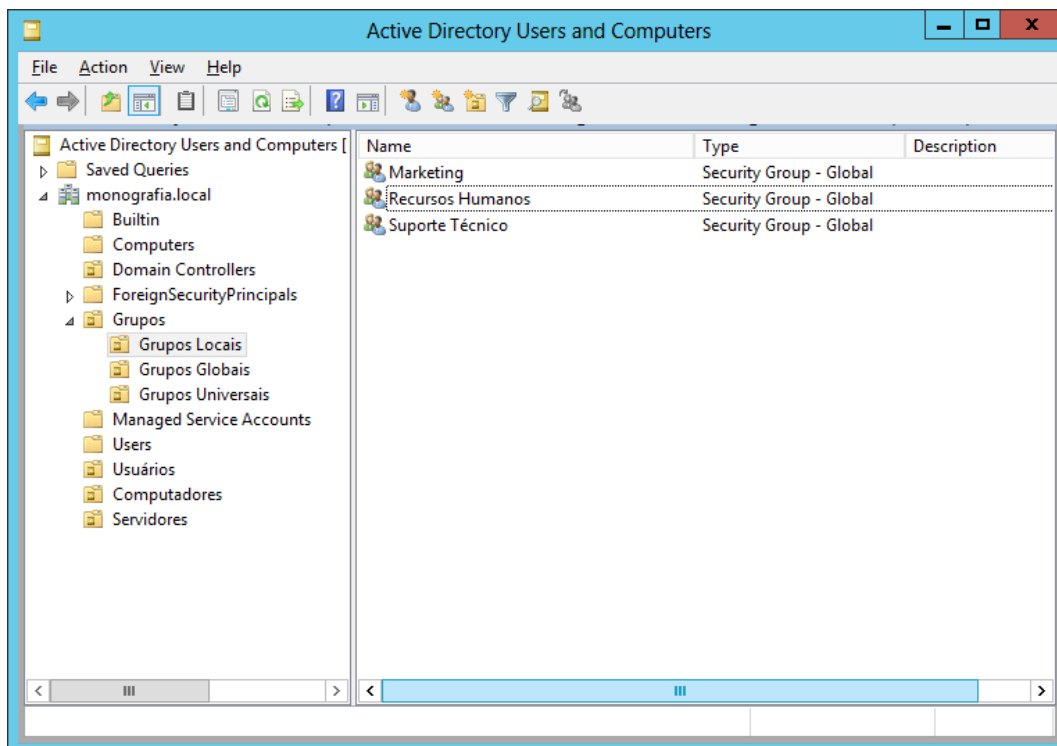 Active Directory Users and Computers
File Action View Help
Active Directory Users and Computers [
Saved Queries
monografia.local
Builtin
Computers
Domain Controllers
ForeignSecurityPrincipals
Grupos
Grupos Locais
Grupos Globais
Grupos Universais
Managed Service Accounts
Users
Usuários
Computadores
Servidores
Name Type Description
Marketing Security Group - Global
Recursos Humanos Security Group - Global
Suporte Técnico Security Group - Global